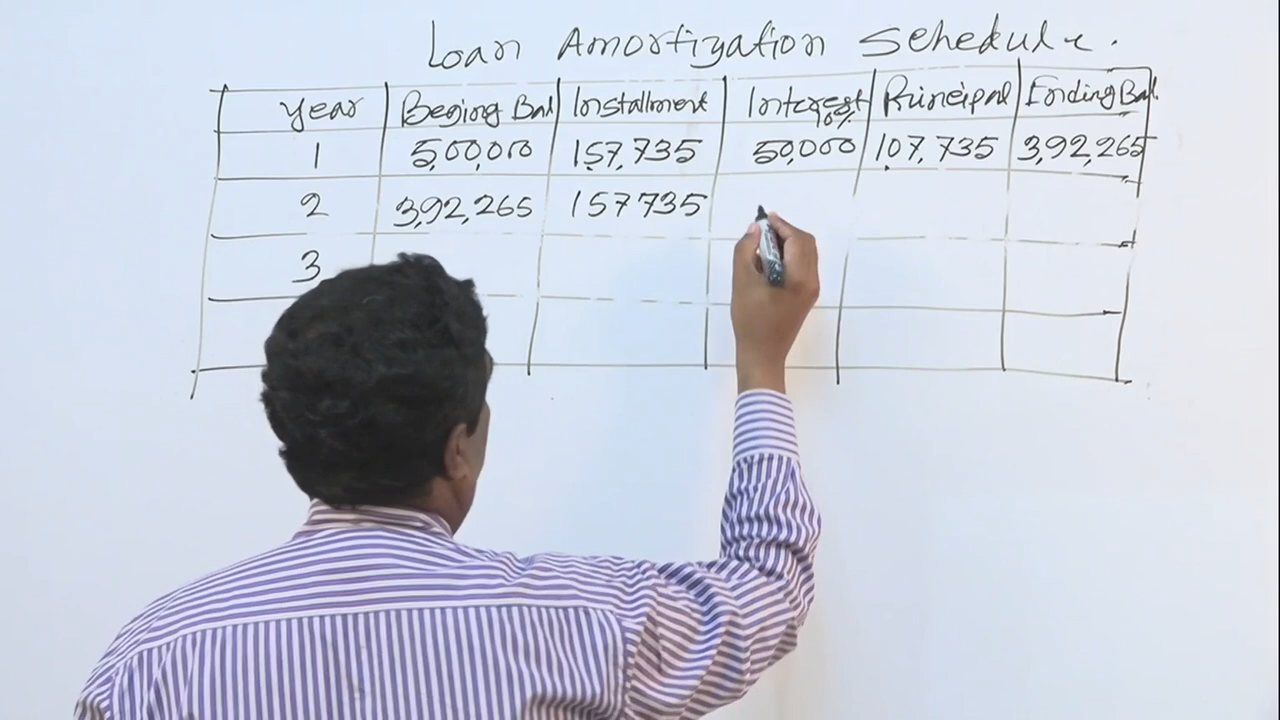 Loan Amortization Schedule.
Year Beging Bal Installment Interest 10% Principal Ending Bal.
1 5,00,000 157,735 50,000 107,735 3,92,265
2 3,92,265 157735
3